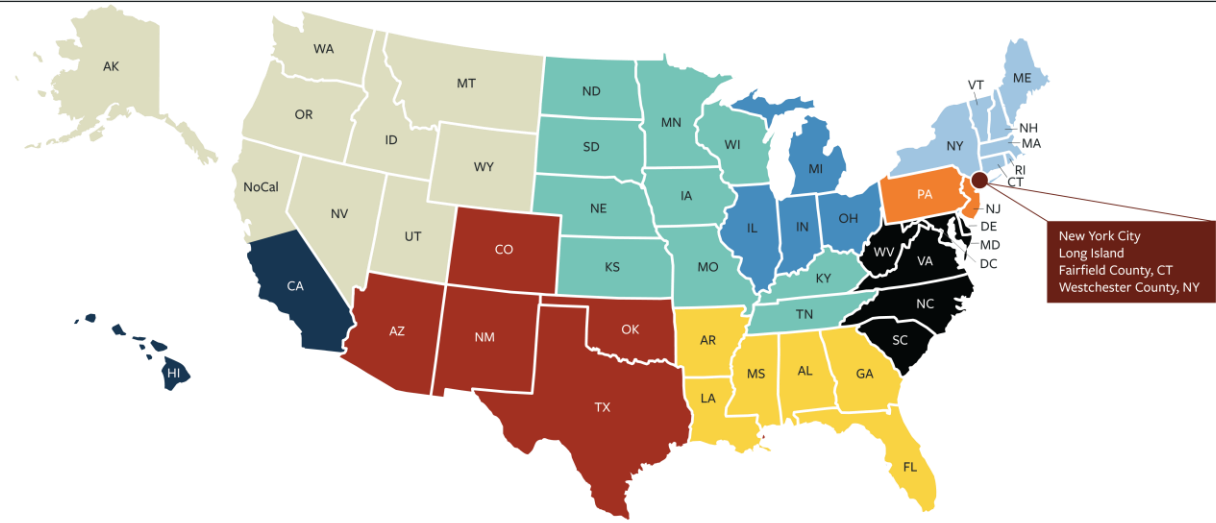 AK
WA
OR
ID
MT
WY
NoCal
NV
UT
CA
HI
CO
AZ
NM
OK
TX
ND
SD
NE
KS
MN
WI
IA
MO
KY
TN
MI
IL
IN
OH
AR
LA
MS
AL
GA
FL
WV
VA
NC
SC
PA
NY
VT
ME
NH
MA
RI
CT
NJ
DE
MD
DC
New York City
Long Island
Fairfield County, CT
Westchester County, NY